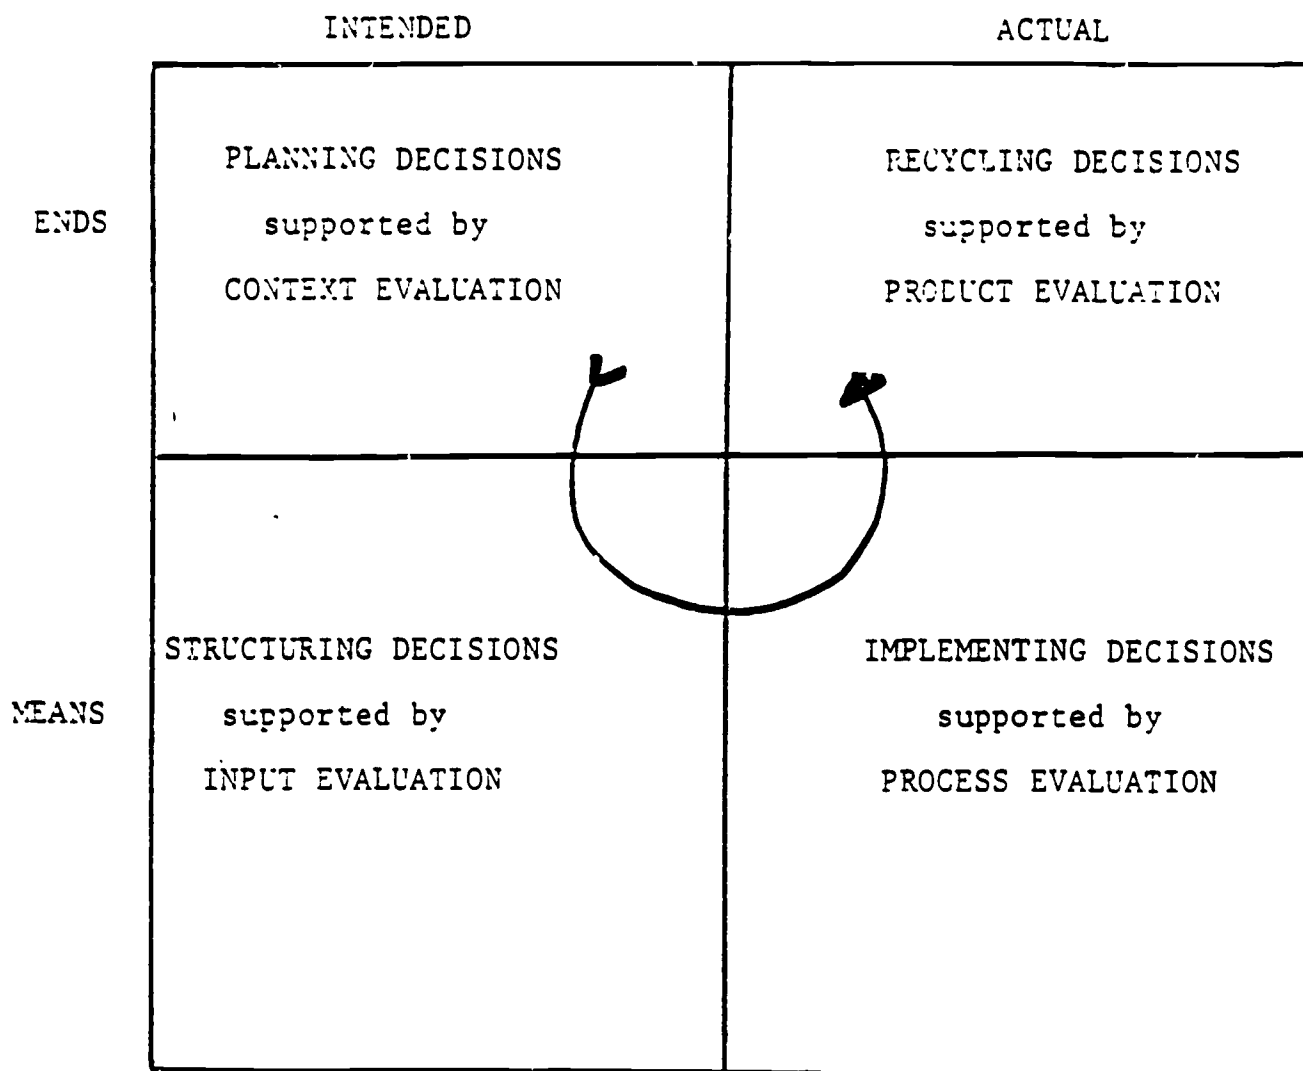 INTENDED ACTUAL
ENDS
PLANNING DECISIONS
supported by
CONTEXT EVALUATION
RECYCLING DECISIONS
supported by
PRODUCT EVALUATION
MEANS
STRUCTURING DECISIONS
supported by
INPUT EVALUATION
IMPLEMENTING DECISIONS
supported by
PROCESS EVALUATION